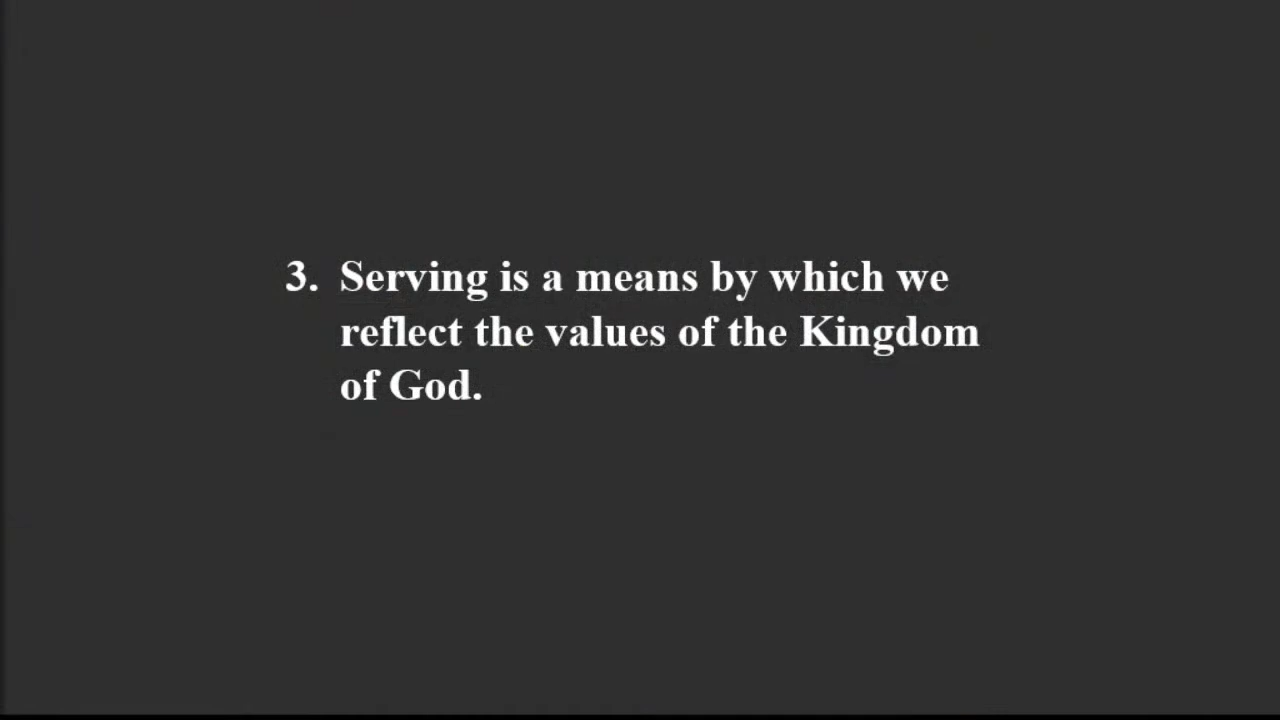 3. Serving is a means by which we
reflect the values of the Kingdom
of God.